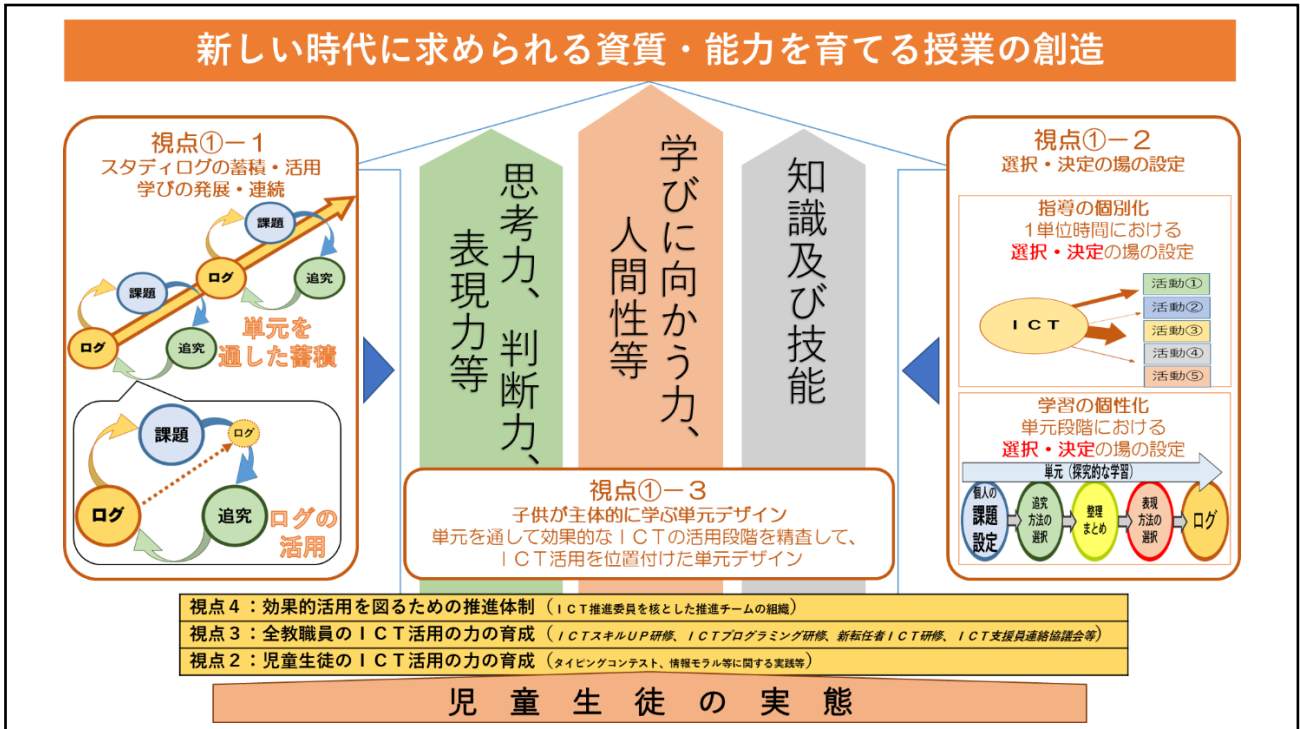 新しい時代に求められる資質・能力を育てる授業の創造
視点①－1
スタディログの蓄積・活用
学びの発展・連続
課題
ログ
追究
課題
ログ
追究
単元を
通した蓄積
課題
ログ
ログ
追究
ログの
活用
思考力、判断力、
表現力等
学びに向かう力、
人間性等
知識及び技能
視点①－2
選択・決定の場の設定
指導の個別化
1単位時間における
選択・決定の場の設定
ＩＣＴ
活動①
活動②
活動③
活動④
活動⑤
学習の個性化
単元段階における
選択・決定の場の設定
単元（探究的な学習）
個人の
課題
設定
追究
方法の
選択
整理
まとめ
表現
方法の
選択
ログ
視点①－3
子供が主体的に学ぶ単元デザイン
単元を通して効果的なＩＣＴの活用段階を精査して、
ＩＣＴ活用を位置付けた単元デザイン
視点４：効果的活用を図るための推進体制（ＩＣＴ推進委員を核とした推進チームの組織）
視点３：全教職員のＩＣＴ活用の力の育成（ＩＣＴスキルUP研修、ＩＣＴプログラミング研修、新転任者ＩＣＴ研修、ＩＣＴ支援員連絡協議会等）
視点２：児童生徒のＩＣＴ活用の力の育成（タイピングコンテスト、情報モラル等に関する実践等）
児童生徒の実態